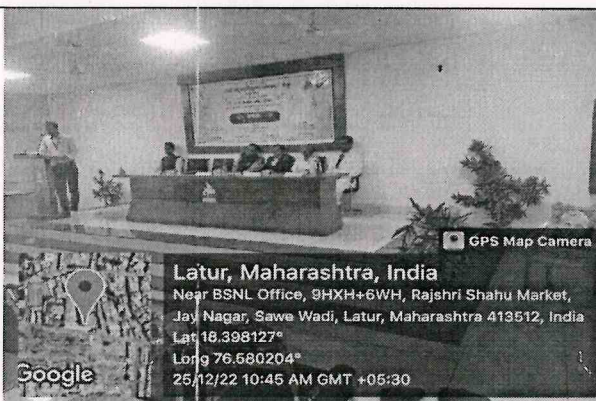 GPS Map Camera
Latur, Maharashtra, India
Near BSNL Office, 9HXH+6WH, Rajshri Shahu Market,
Jay Nagar, Sawe Wadi, Latur, Maharashtra 413512, India
Lat 18.398127°
Long 76.580204°
25/12/22 10:45 AM GMT +05:30
Google